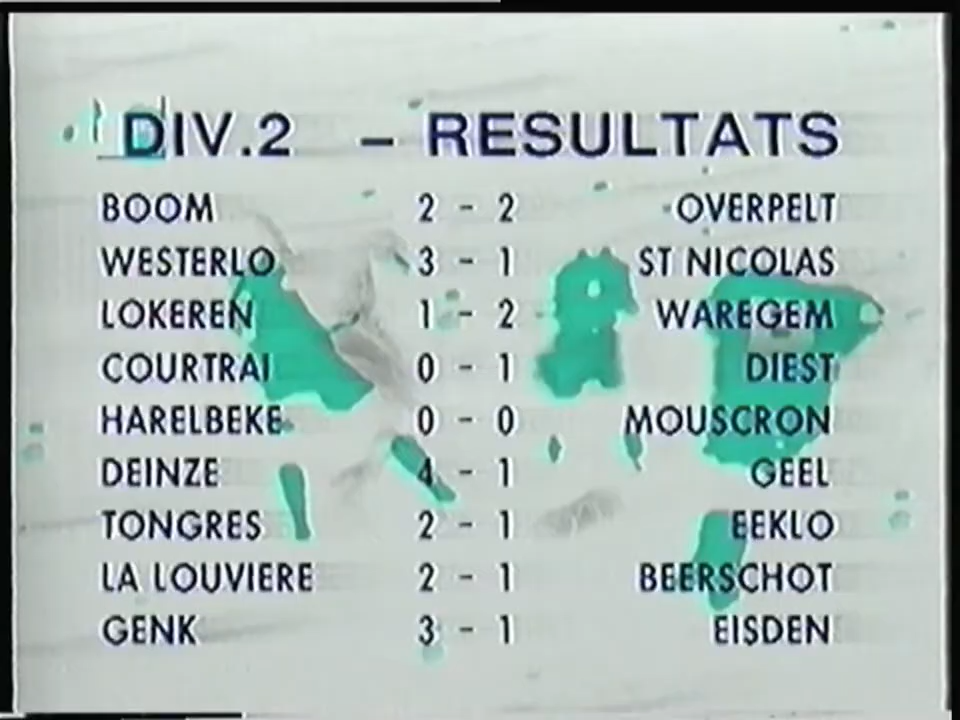 DIV.2 - RESULTATS
BOOM 2 - 2 OVERPELT
WESTERLO 3 - 1 ST NICOLAS
LOKEREN 1 - 2 WAREGEM
COURTRAI 0 - 1 DIEST
HARELBEKE 0 - 0 MOUSCRON
DEINZE 4 - 1 GEEL
TONGRES 2 - 1 EEKLO
LA LOUVIERE 2 - 1 BEERSCHOT
GENK 3 - 1 EISDEN